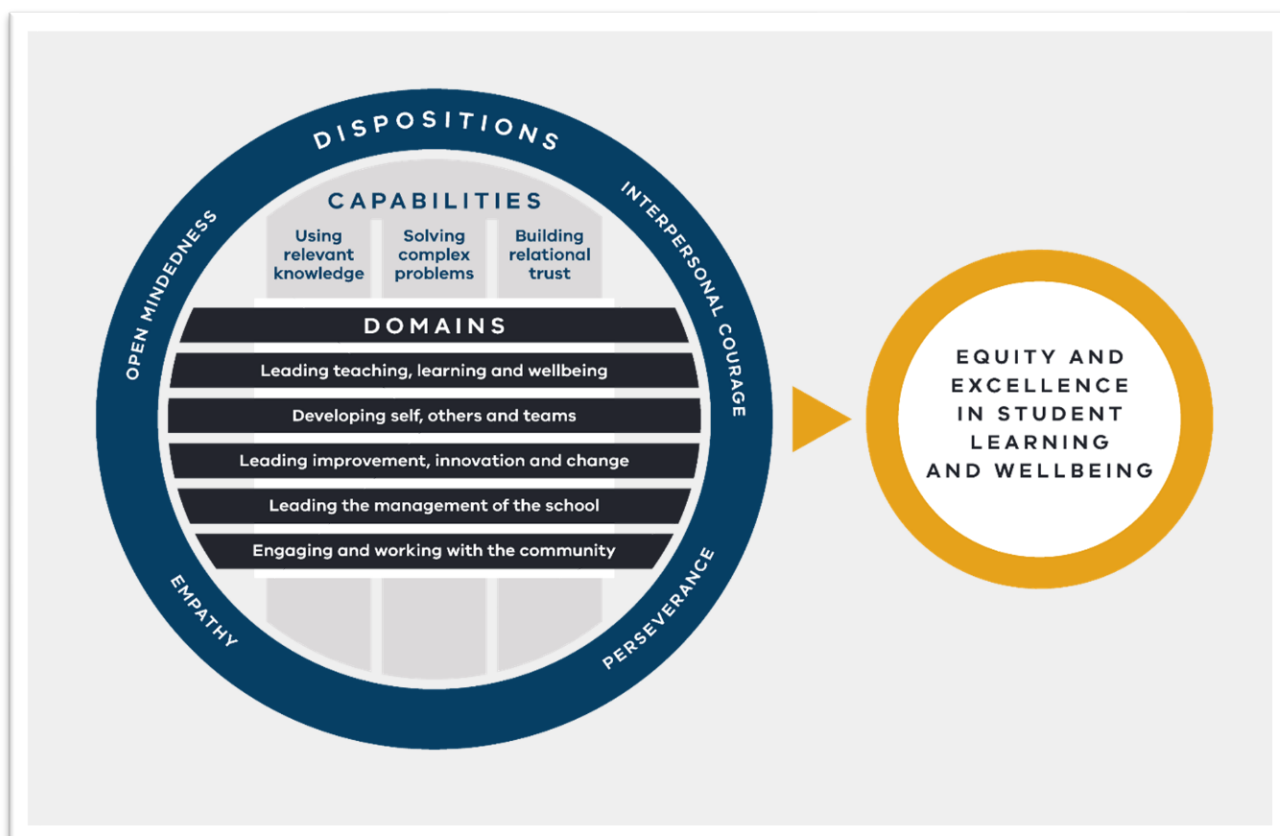 DISPOSITIONS
OPEN MINDEDNESS
INTERPERSONAL COURAGE
EMPATHY
PERSEVERANCE
CAPABILITIES
Using
relevant
knowledge
Solving
complex
problems
Building
relational
trust
DOMAINS
Leading teaching, learning and wellbeing
Developing self, others and teams
Leading improvement, innovation and change
Leading the management of the school
Engaging and working with the community
EQUITY AND
EXCELLENCE
IN STUDENT
LEARNING
AND WELLBEING